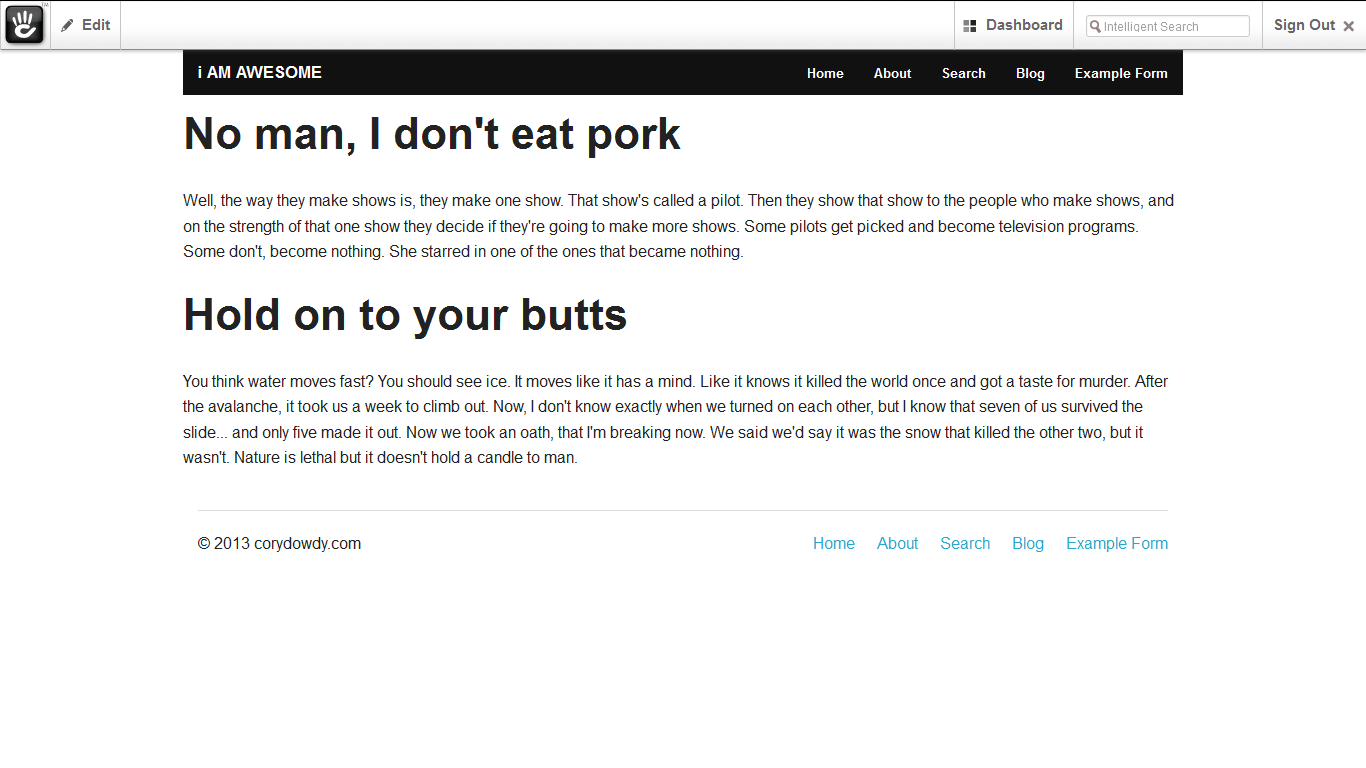 Edit
Dashboard
Intelligent Search
Sign Out
i AM AWESOME
Home About Search Blog Example Form
No man, I don't eat pork
Well, the way they make shows is, they make one show. That show's called a pilot. Then they show that show to the people who make shows, and
on the strength of that one show they decide if they're going to make more shows. Some pilots get picked and become television programs.
Some don't, become nothing. She starred in one of the ones that became nothing.
Hold on to your butts
You think water moves fast? You should see ice. It moves like it has a mind. Like it knows it killed the world once and got a taste for murder. After
the avalanche, it took us a week to climb out. Now, I don't know exactly when we turned on each other, but I know that seven of us survived the
slide... and only five made it out. Now we took an oath, that I'm breaking now. We said we'd say it was the snow that killed the other two, but it
wasn't. Nature is lethal but it doesn't hold a candle to man.
© 2013 corydowdy.com
Home About Search Blog Example Form